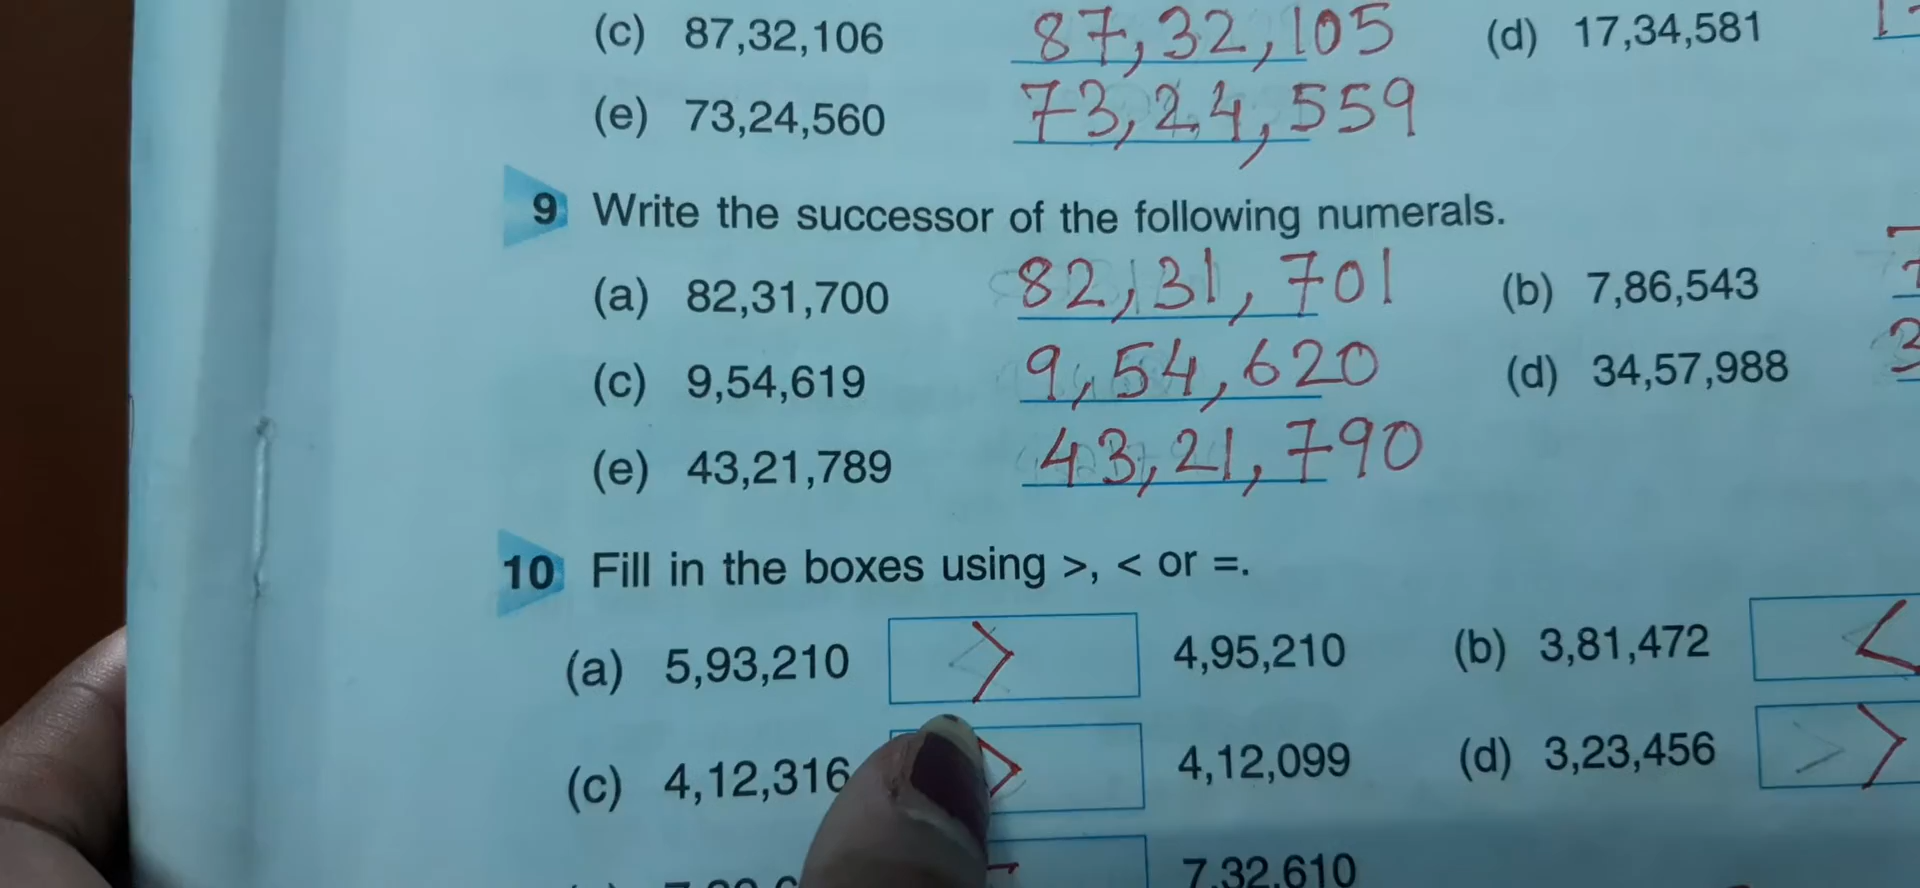 (c) 87,32,106 87,32,105 (d) 17,34,581
(e) 73,24,560 73,24,559
9 Write the successor of the following numerals.
(a) 82,31,700 82,31,701 (b) 7,86,543
(c) 9,54,619 9,54,620 (d) 34,57,988
(e) 43,21,789 43,21,790
10 Fill in the boxes using >, < or =.
(a) 5,93,210 > 4,95,210 (b) 3,81,472 <
(c) 4,12,316 > 4,12,099 (d) 3,23,456 >
7,32,610